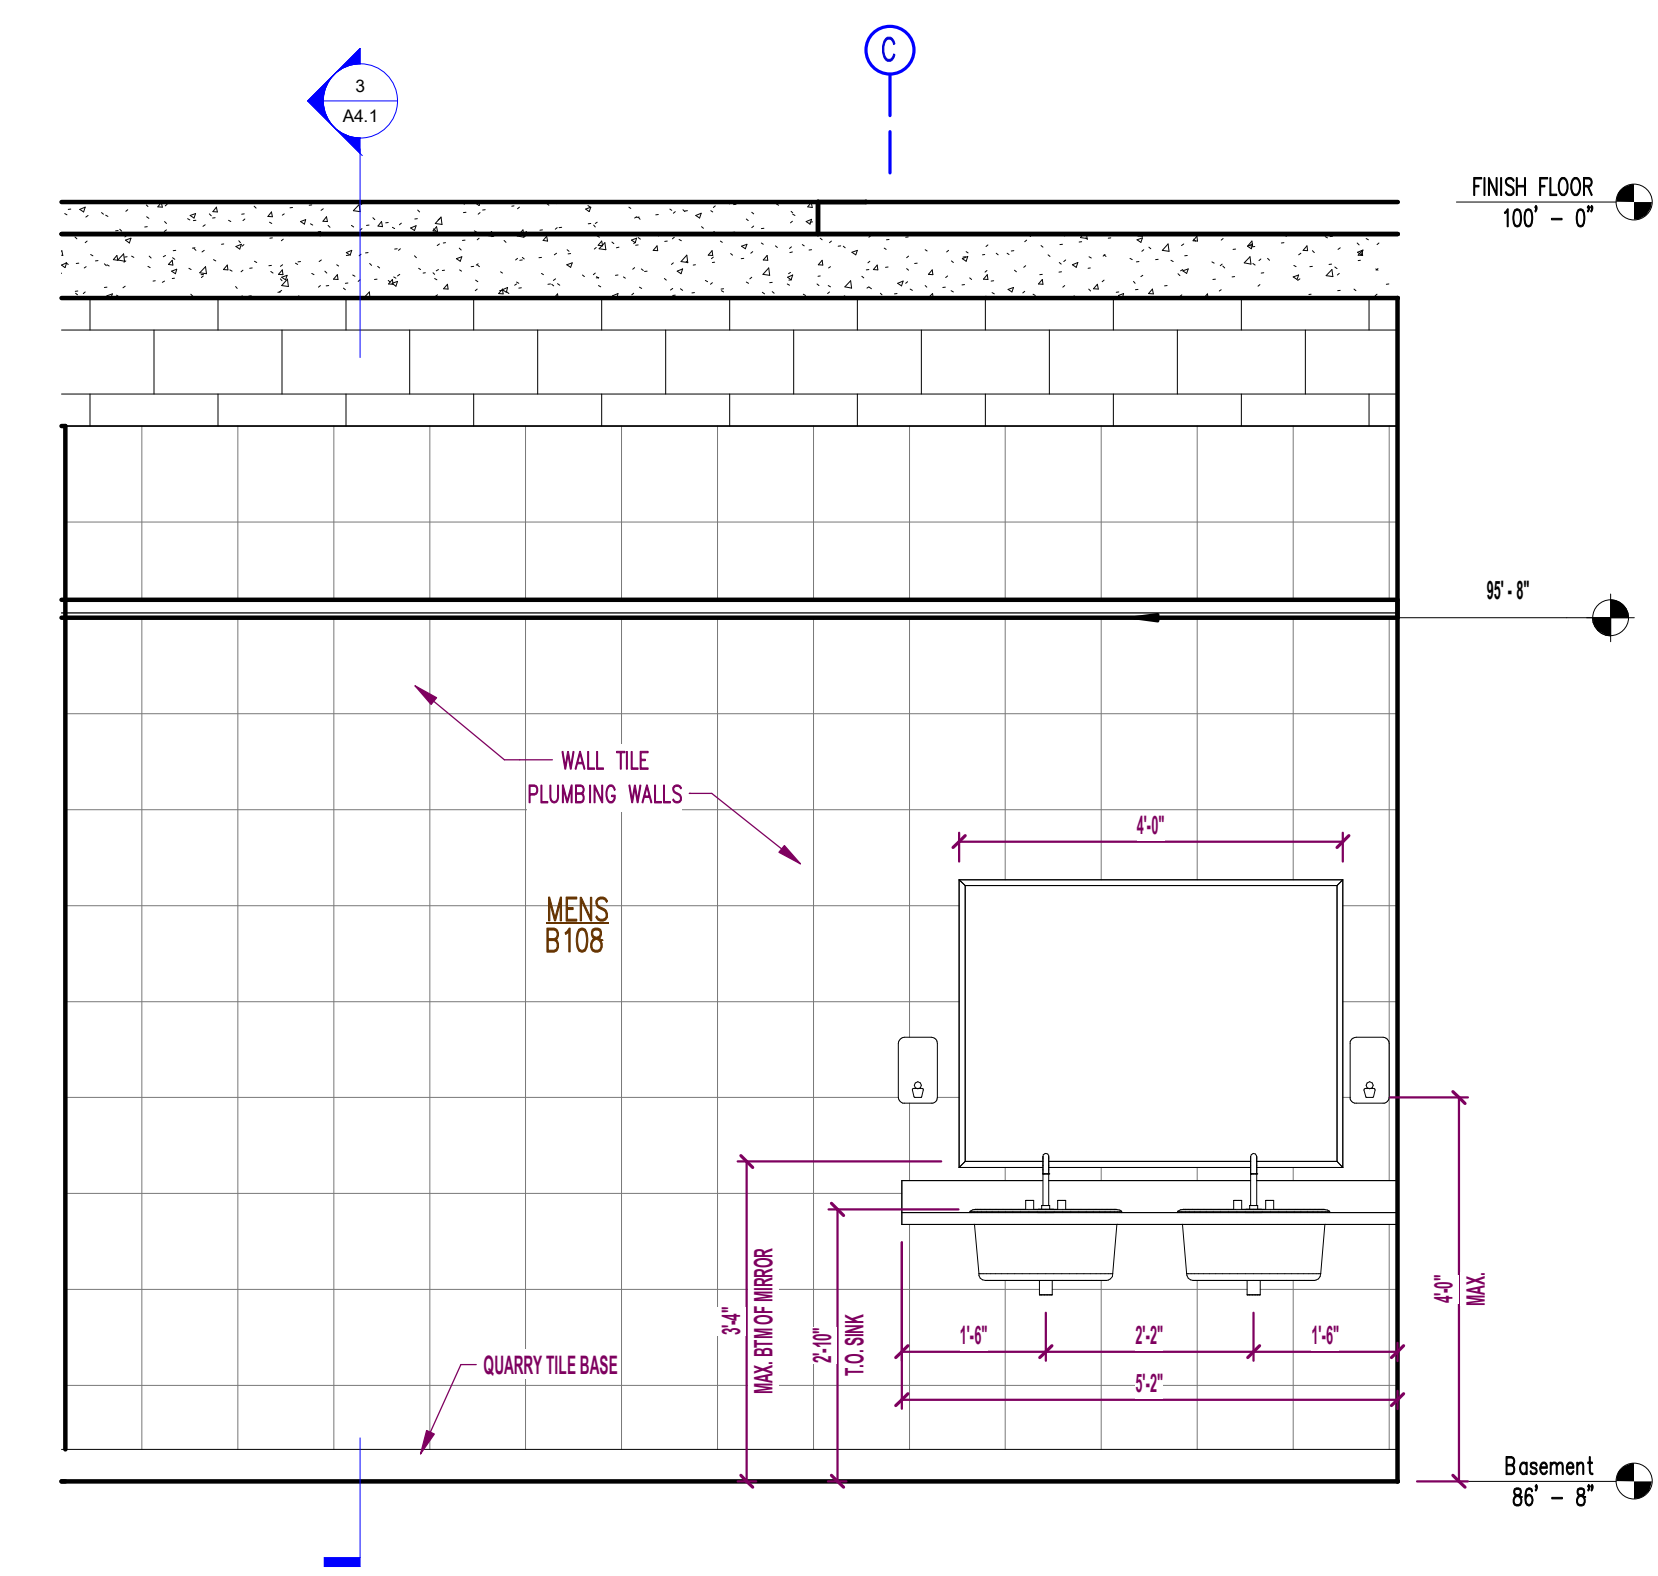 C
3
A4.1
FINISH FLOOR
100' - 0"
95'- 8"
WALL TILE
PLUMBING WALLS
4'-0"
MENS
B108
3'-4"
MAX. BTM OF MIRROR
2'-10"
T.O. SINK
4'-0"
MAX.
1'-6"
2'-2"
1'-6"
QUARRY TILE BASE
5'-2"
Basement
86' - 8"